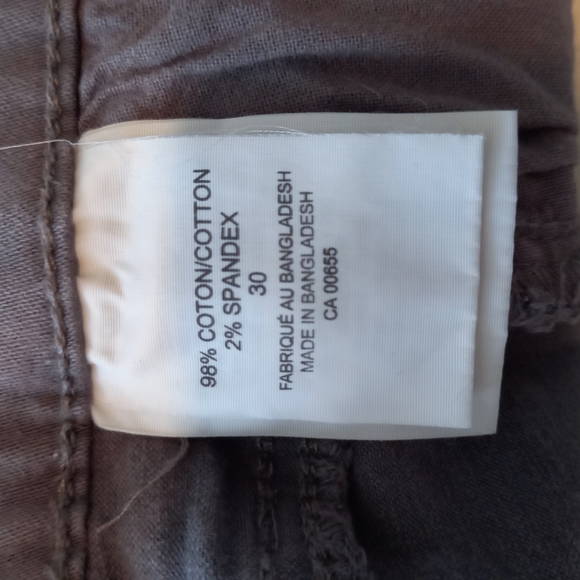 98% COTON/COTTON
2% SPANDEX
30
FABRIQUÉ AU BANGLADESH
MADE IN BANGLADESH
CA 00655